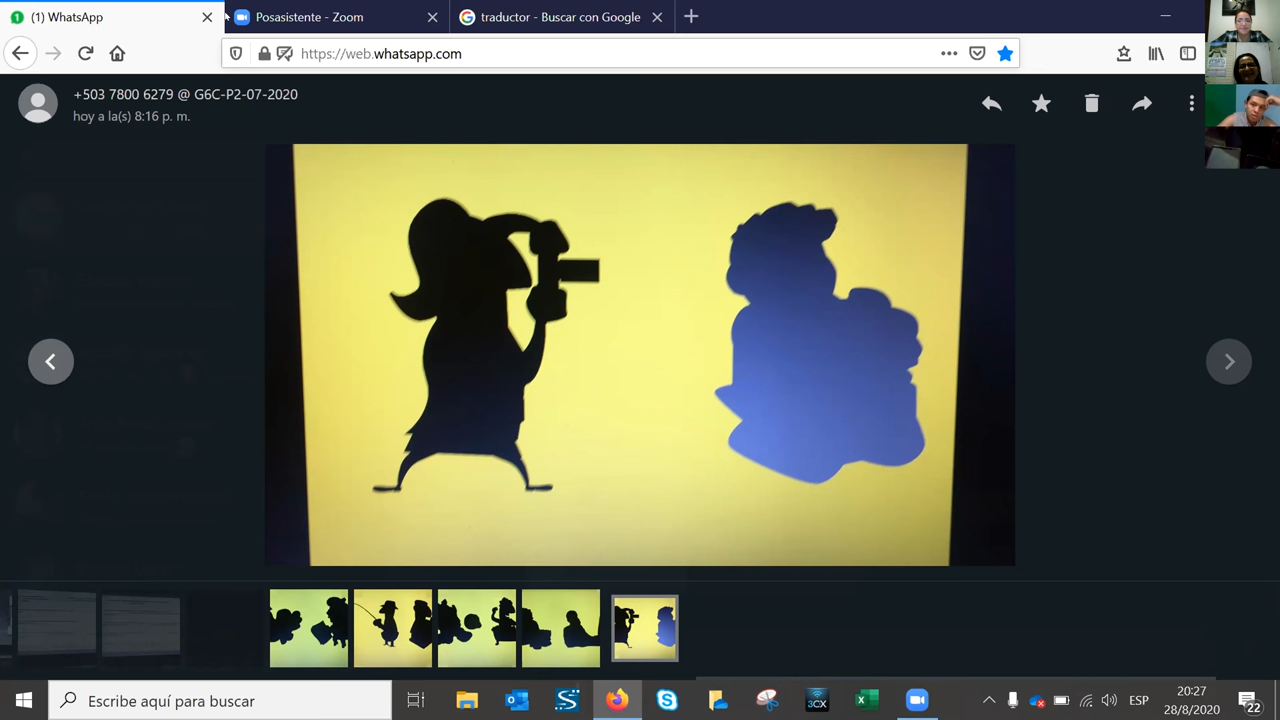 (1) WhatsApp
Posasistente - Zoom
traductor - Buscar con Google
https://web.whatsapp.com
+503 7800 6279 @ G6C-P2-07-2020
hoy a la(s) 8:16 p. m.
Escribe aquí para buscar
3CX
ESP
20:27
28/8/2020
22